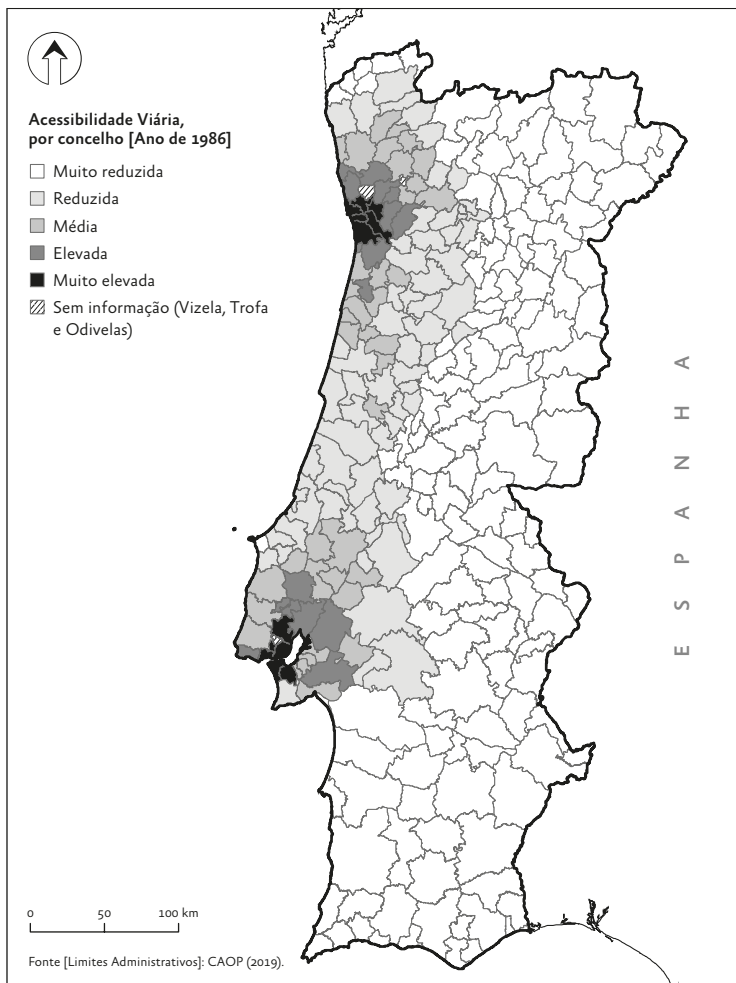 Acessibilidade Viária,
por concelho [Ano de 1986]
Muito reduzida
Reduzida
Média
Elevada
Muito elevada
Sem informação (Vizela, Trofa
e Odivelas)
ESPANHA
0 50 100 km
Fonte [Limites Administrativos]: CAOP (2019).